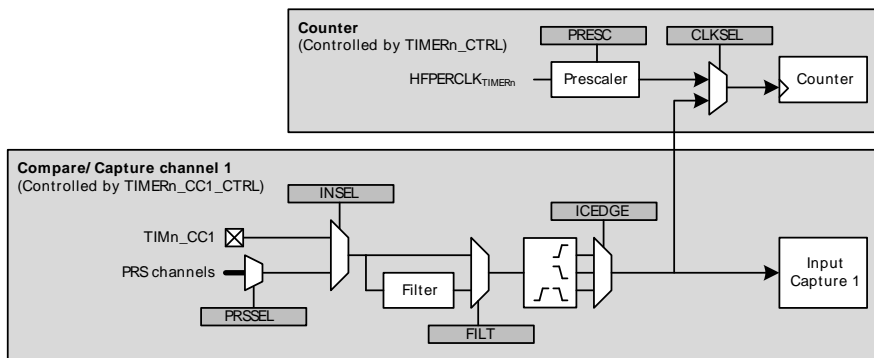 Counter
(Controlled by TIMERn_CTRL)
PRESC
CLKSEL
HFPERCLKTIMERn
Prescaler
Counter
Compare/ Capture channel 1
(Controlled by TIMERn_CC1_CTRL)
INSEL
ICEDGE
TIMn_CC1
PRS channels
Filter
Input
Capture 1
PRSSEL
FILT